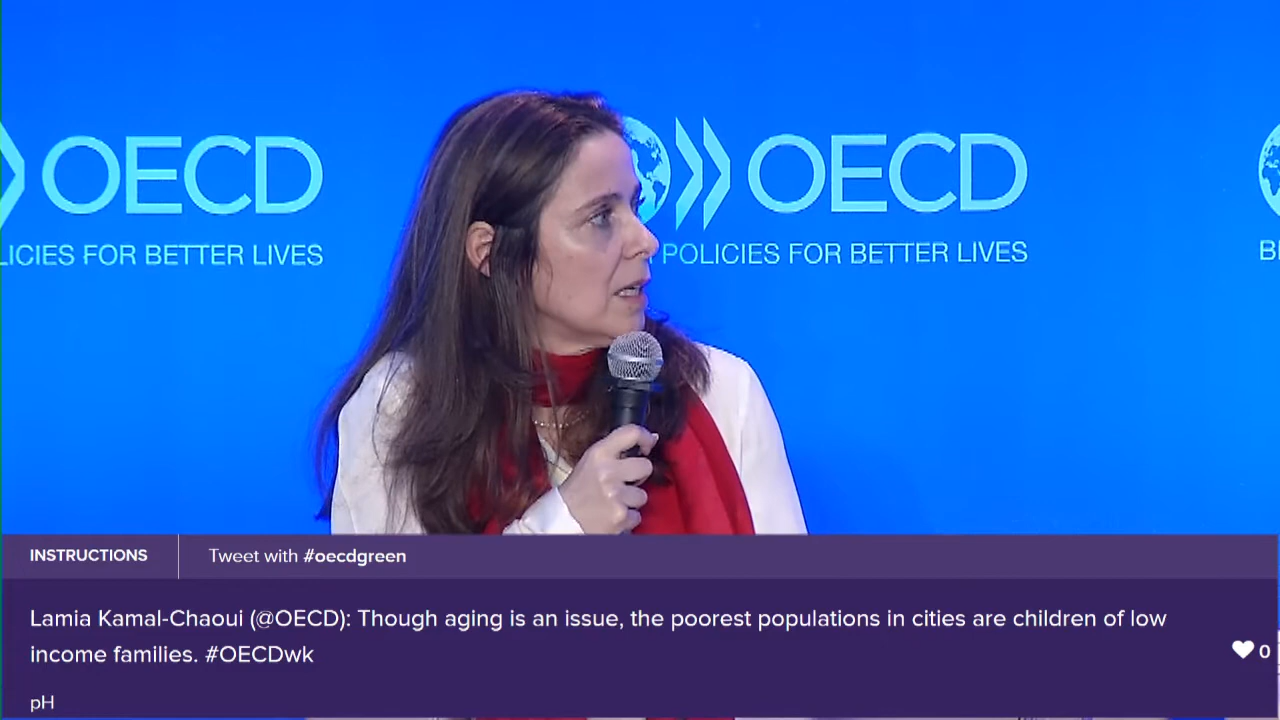 OECD
OECD
LICIES FOR BETTER LIVES
POLICIES FOR BETTER LIVES
INSTRUCTIONS
Tweet with #oecdgreen
Lamia Kamal-Chaoui (@OECD): Though aging is an issue, the poorest populations in cities are children of low
income families. #OECDwk
0
pH